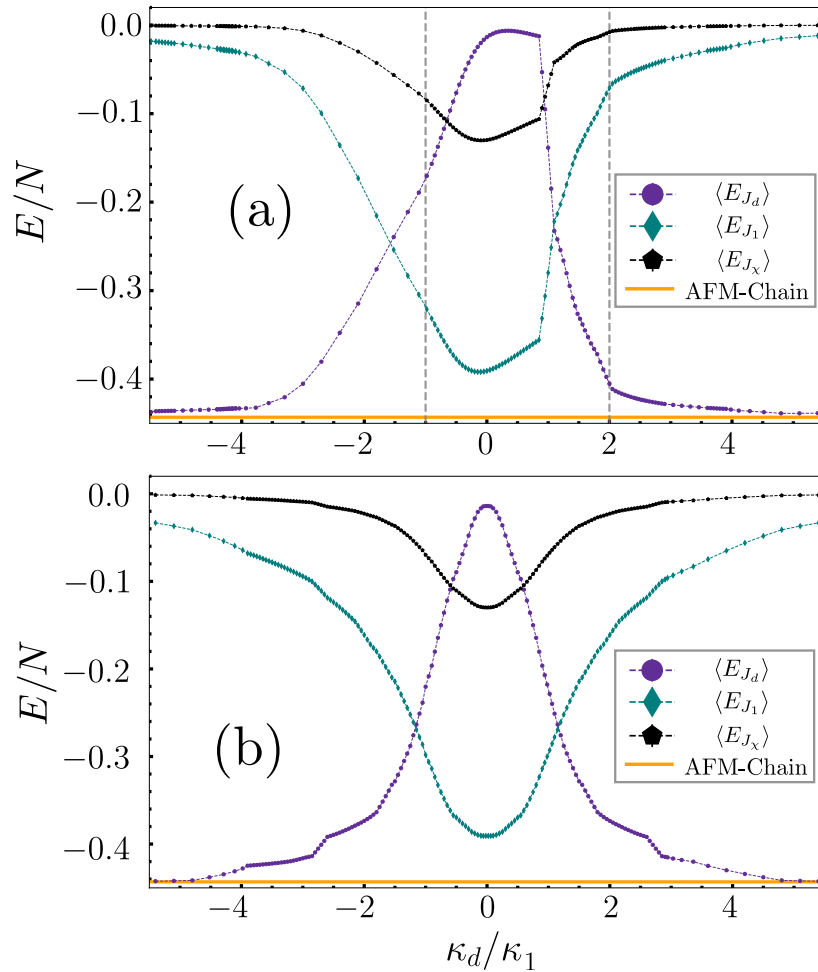 0.0
−0.1
−0.2
−0.3
−0.4
E/N
(a)
⟨E_{J_d}⟩
⟨E_{J_1}⟩
⟨E_{J_χ}⟩
AFM-Chain
−4 −2 0 2 4
0.0
−0.1
−0.2
−0.3
−0.4
E/N
(b)
⟨E_{J_d}⟩
⟨E_{J_1}⟩
⟨E_{J_χ}⟩
AFM-Chain
−4 −2 0 2 4
κ_d/κ_1